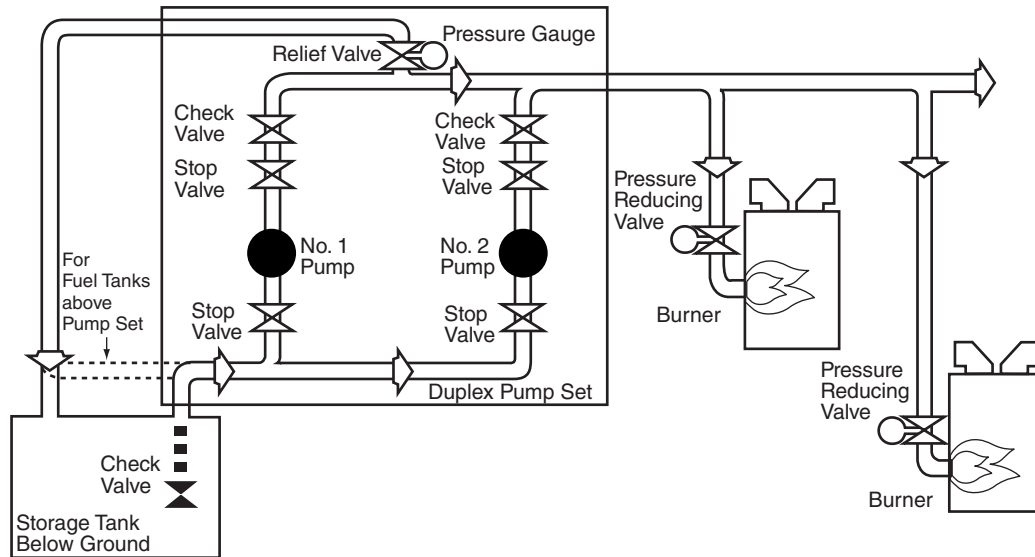 Pressure Gauge
Relief Valve
Check
Valve
Stop
Valve
Check
Valve
Stop
Valve
No. 1
Pump
No. 2
Pump
Pressure
Reducing
Valve
For
Fuel Tanks
above
Pump Set
Stop
Valve
Stop
Valve
Burner
Duplex Pump Set
Pressure
Reducing
Valve
Check
Valve
Burner
Storage Tank
Below Ground